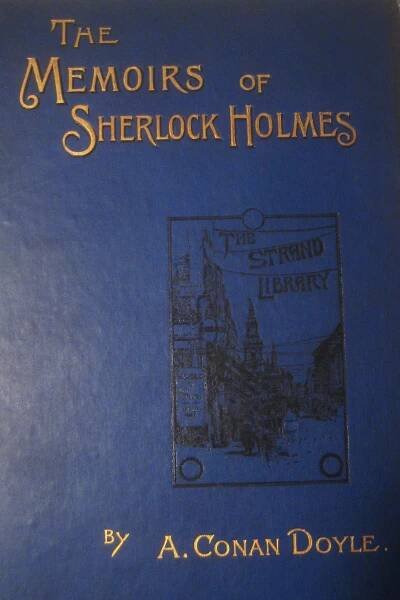 THE
MEMOIRS OF
SHERLOCK HOLMES
THE
STRAND
LIBRARY
BY A. CONAN DOYLE.